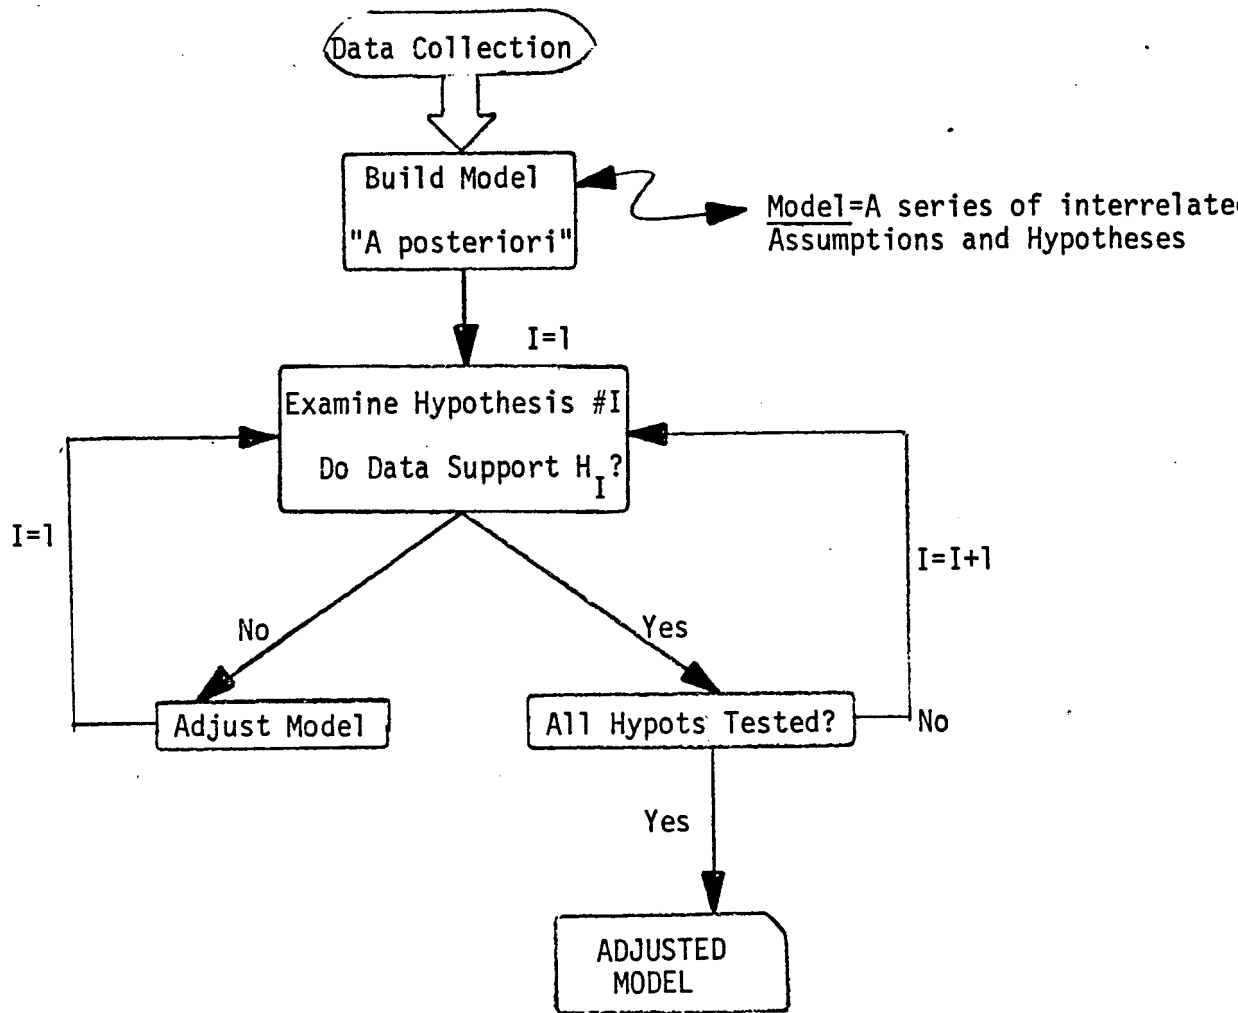 Data Collection
Build Model
"A posteriori"
Model=A series of interrelate
Assumptions and Hypotheses
I=1
Examine Hypothesis #I
Do Data Support H_I?
I=1
I=I+1
No
Yes
Adjust Model
All Hypots Tested?
No
Yes
ADJUSTED
MODEL